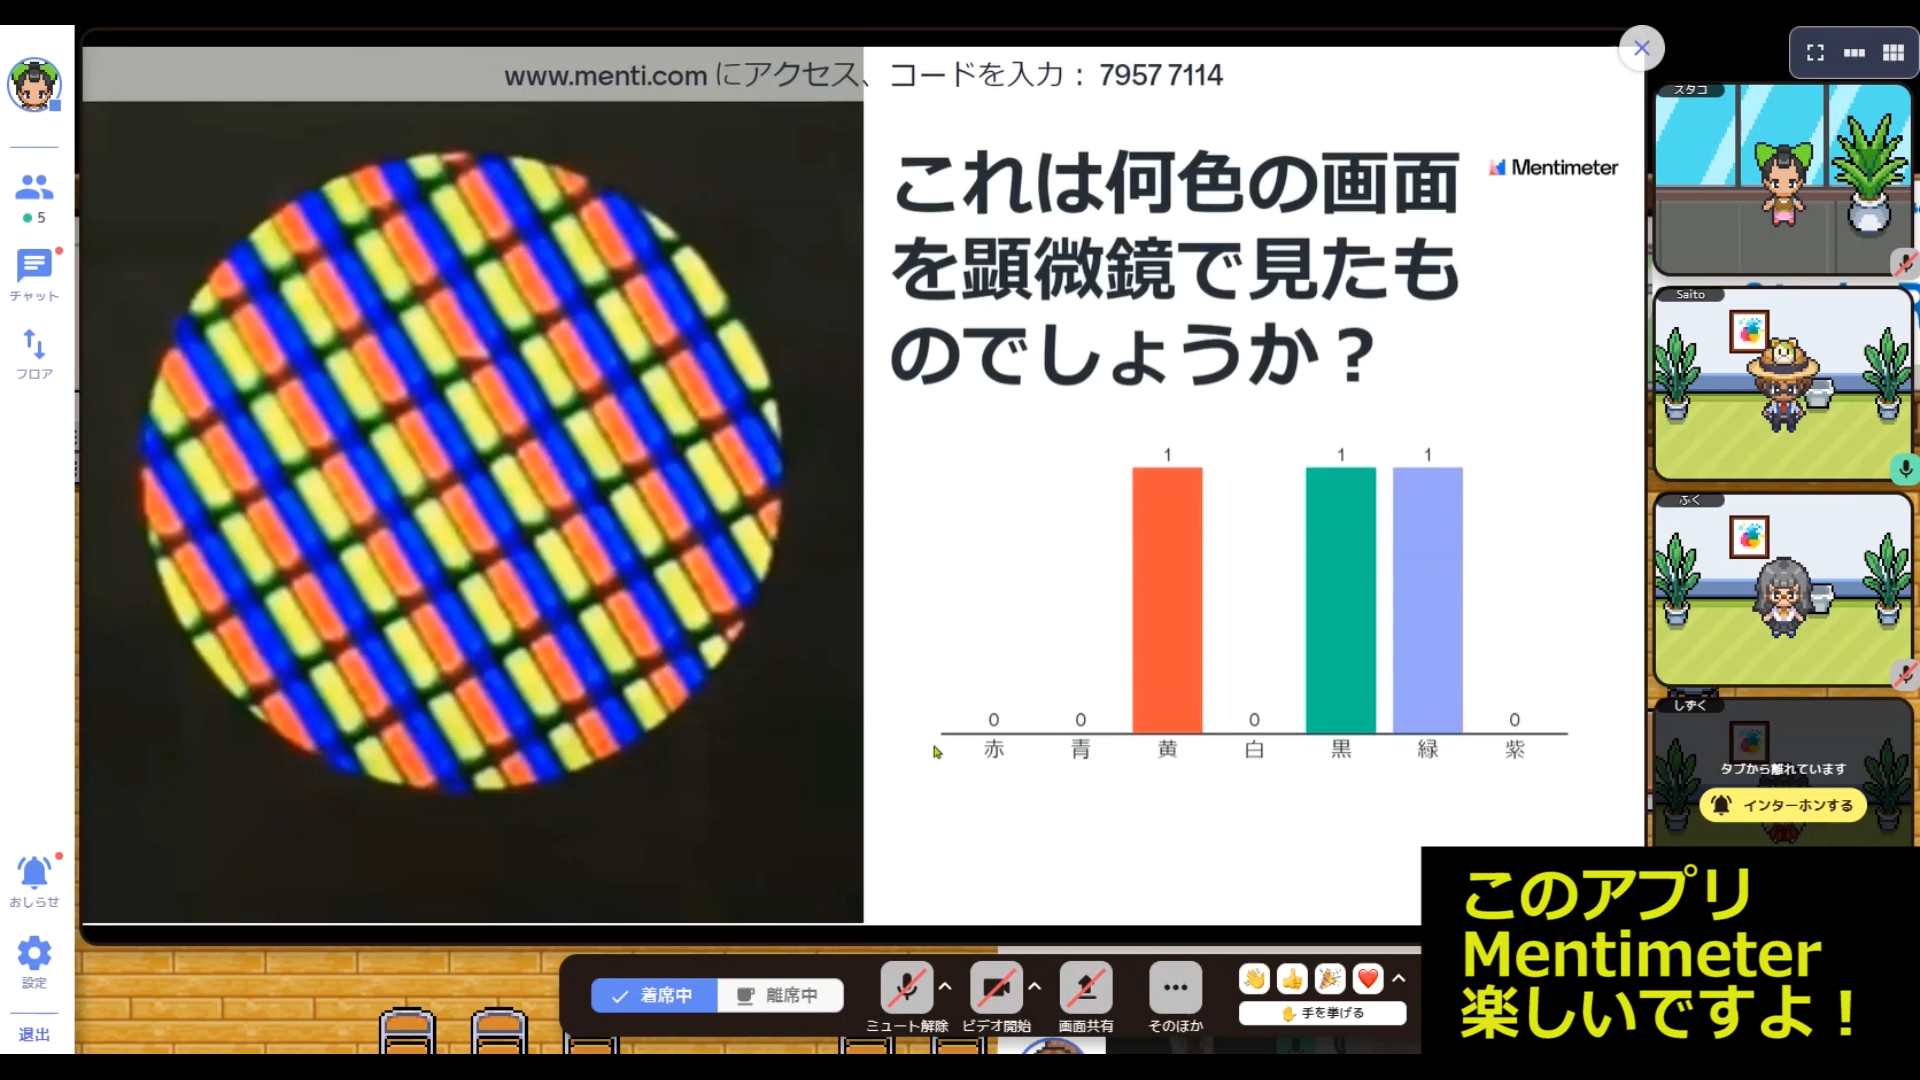 www.menti.com にアクセス、コードを入力： 7957 7114
これは何色の画面
を顕微鏡で見たも
のでしょうか？
Mentimeter
1
1
1
0
0
0
0
赤
青
黄
白
黒
緑
紫
5
チャット
フロア
おしらせ
設定
退出
スタコ
Saito
ふく
しずく
タブから離れています
インターホンする
着席中
離席中
ミュート解除
ビデオ開始
画面共有
そのほか
手を挙げる
このアプリ
Mentimeter
楽しいですよ！